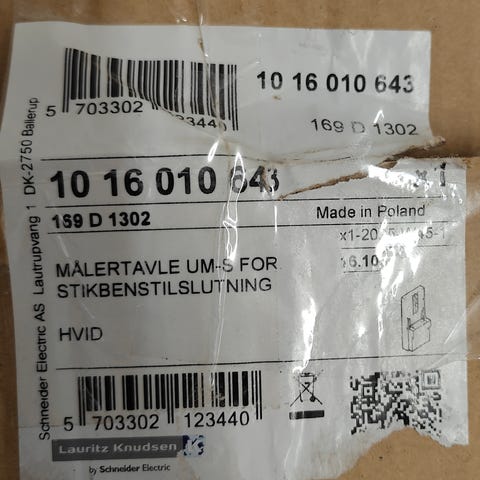 10 16 010 643
5 703302 123440
169 D 1302
10 16 010 643
x 1
169 D 1302
Made in Poland
MÅLERTAVLE UM-S FOR
STIKBENSTILSLUTNING
HVID
5 703302 123440
Lauritz Knudsen
by Schneider Electric
Schneider Electric AS Lautrupvang 1 DK-2750 Ballerup